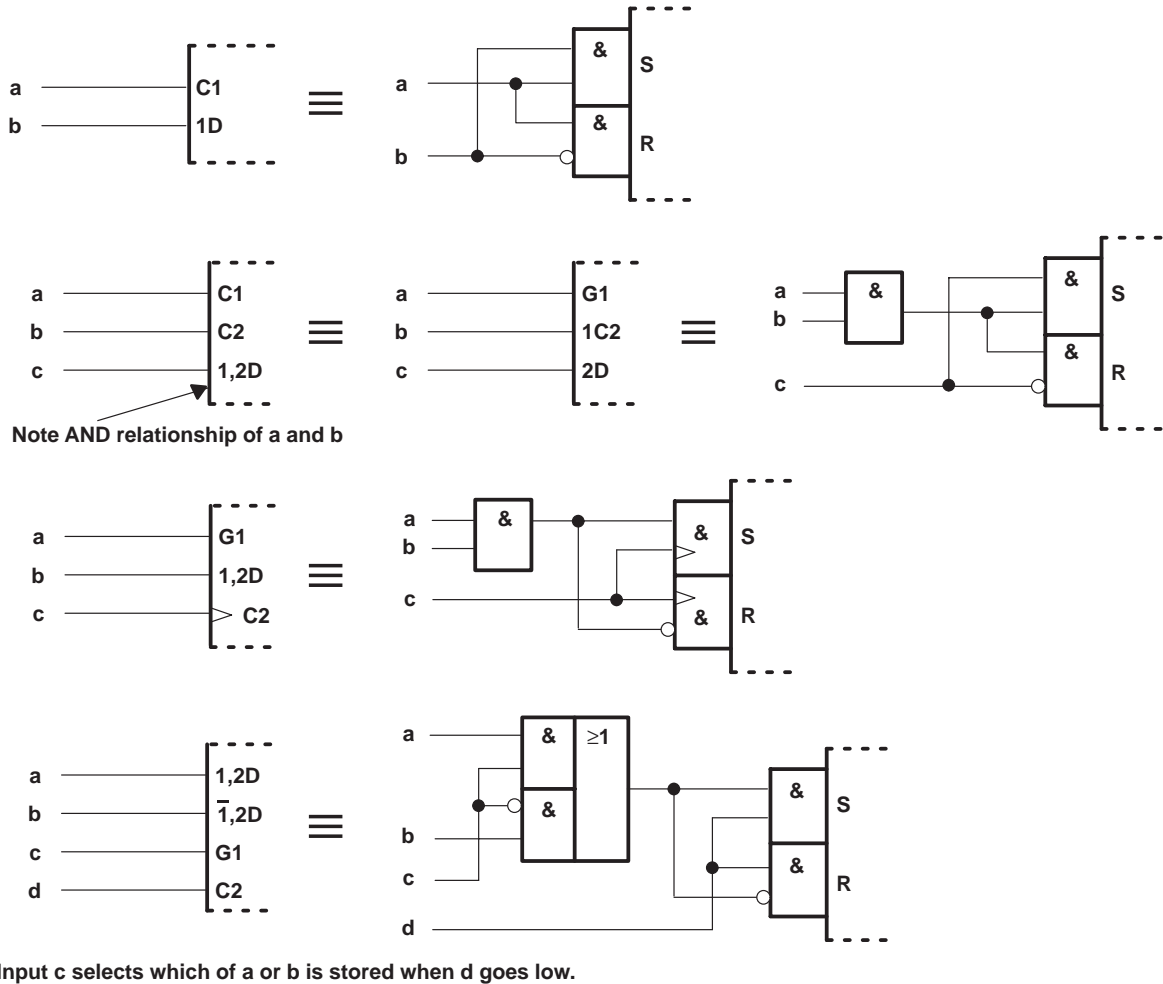 &
S
a
C1
≡
a
b
1D
&
R
b
a
C1
a
G1
a
&
&
S
b
C2
≡
b
1C2
≡
b
c
1,2D
c
2D
c
&
R
Note AND relationship of a and b
a
G1
a
&
&
S
b
1,2D
≡
b
c
C2
c
&
R
a
&
≥1
a
1,2D
&
S
b
1̅,2D
≡
&
b
c
G1
c
&
R
d
C2
d
Input c selects which of a or b is stored when d goes low.